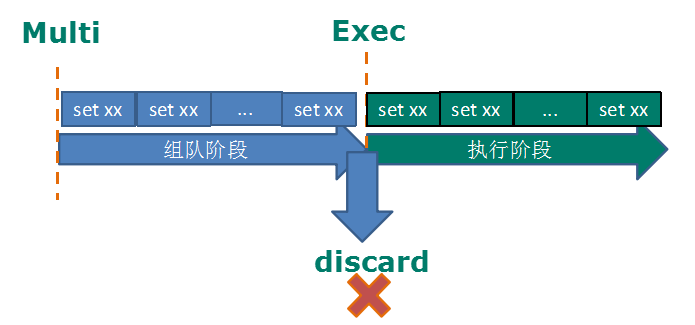 Multi
Exec
set xx set xx ... set xx set xx set xx ... set xx
组队阶段 执行阶段
discard